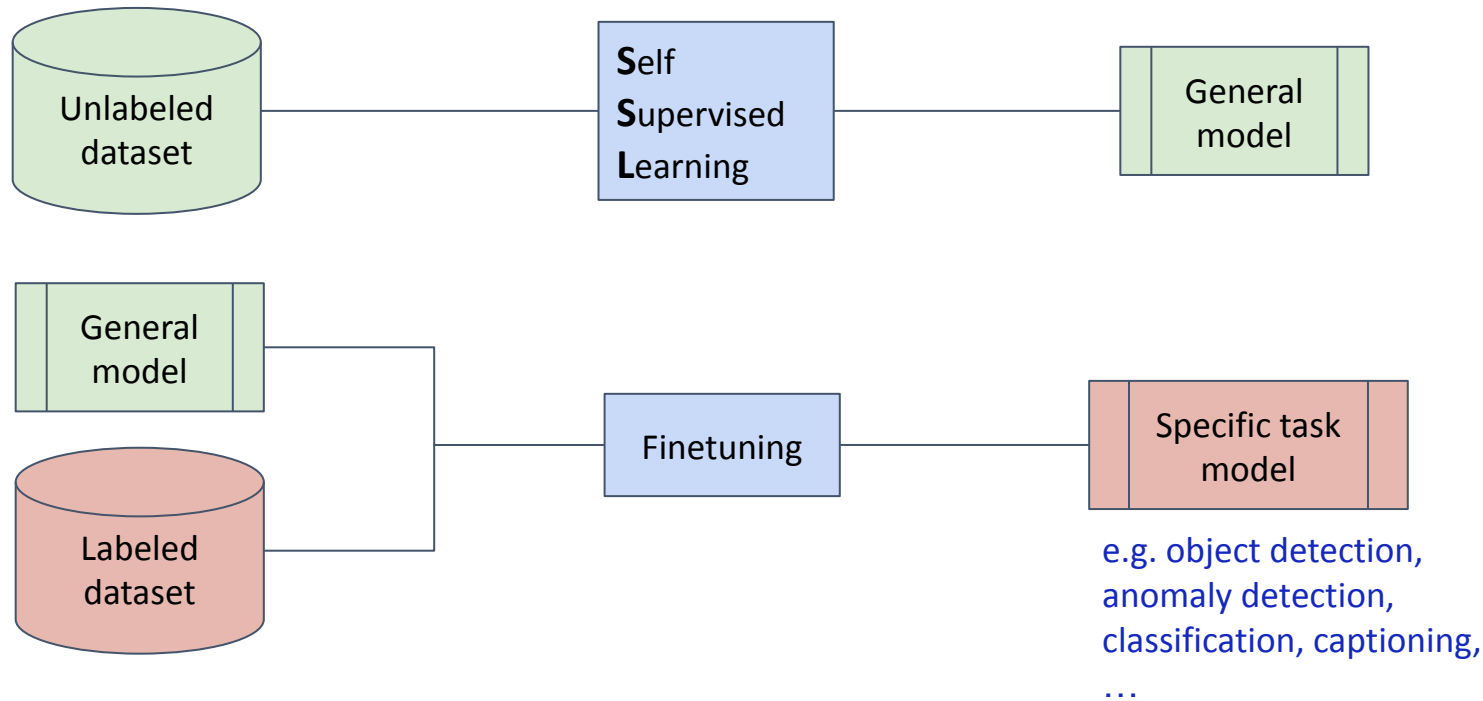 Unlabeled
dataset
Self
Supervised
Learning
General
model
General
model
Labeled
dataset
Finetuning
Specific task
model
e.g. object detection,
anomaly detection,
classification, captioning,
…